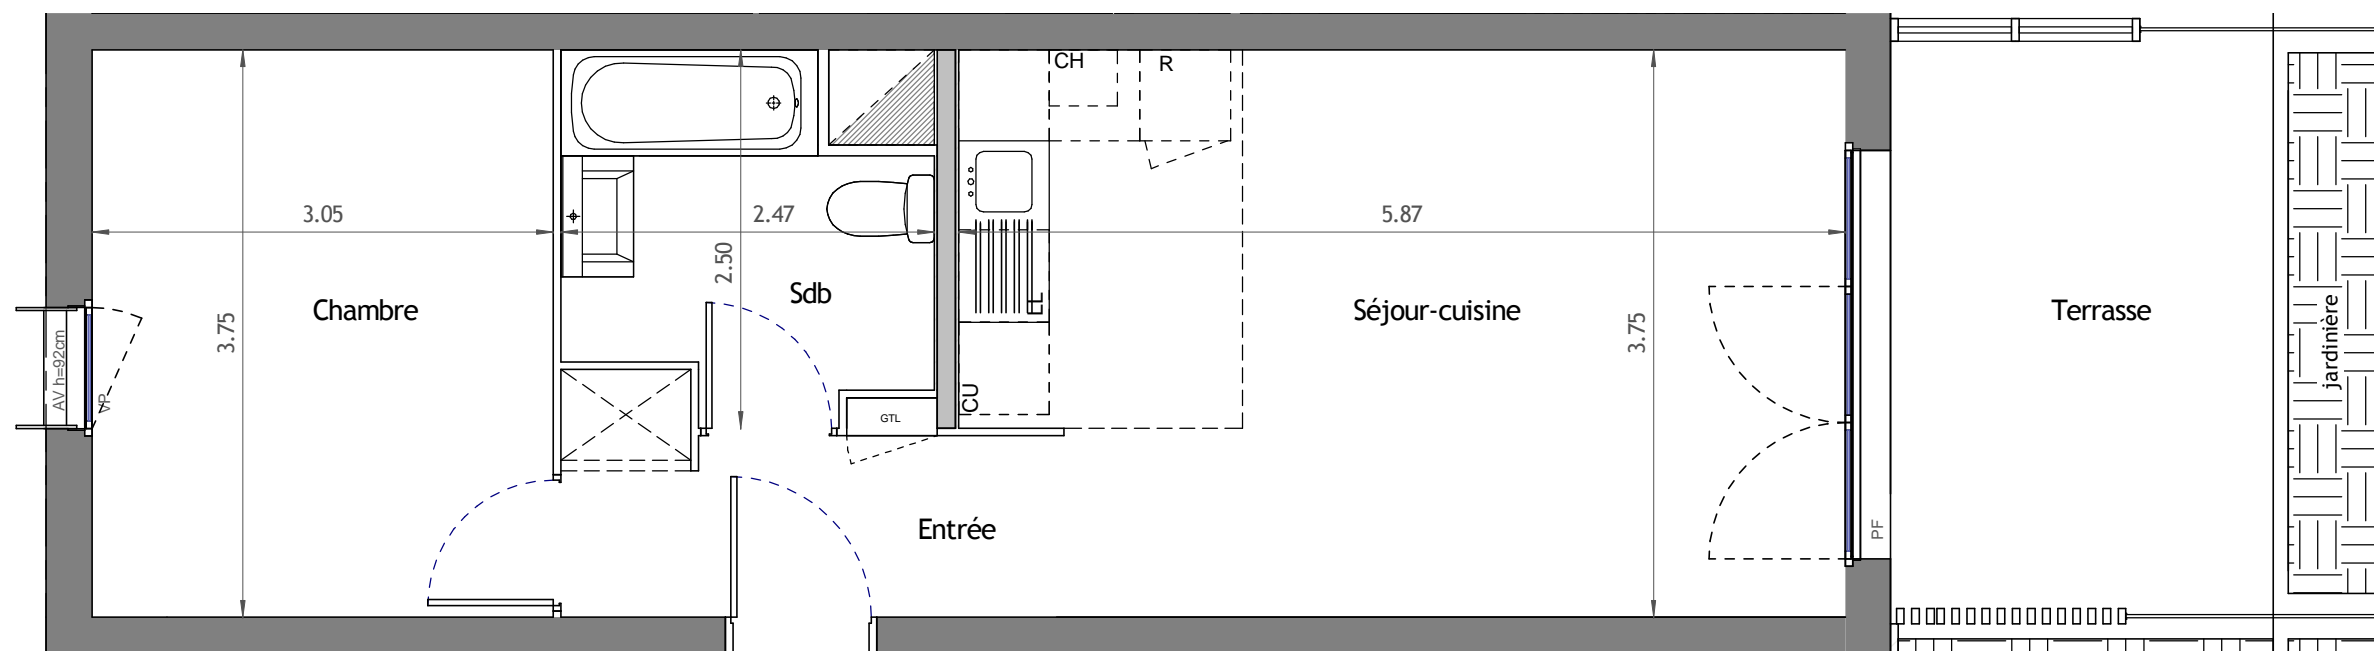 CH
R
3.05
2.47
5.87
2.50
Sdb
Chambre
Séjour-cuisine
Terrasse
jardinière
3.75
3.75
LL
AV h=92cm
VP
CU
GTL
Entrée
PF